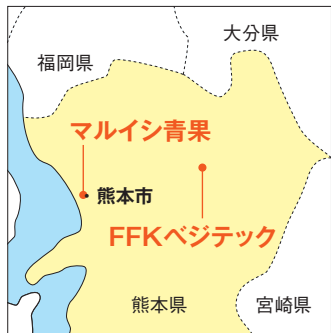 大分県
福岡県
マルイシ青果
熊本市
FFKベジテック
熊本県
宮崎県